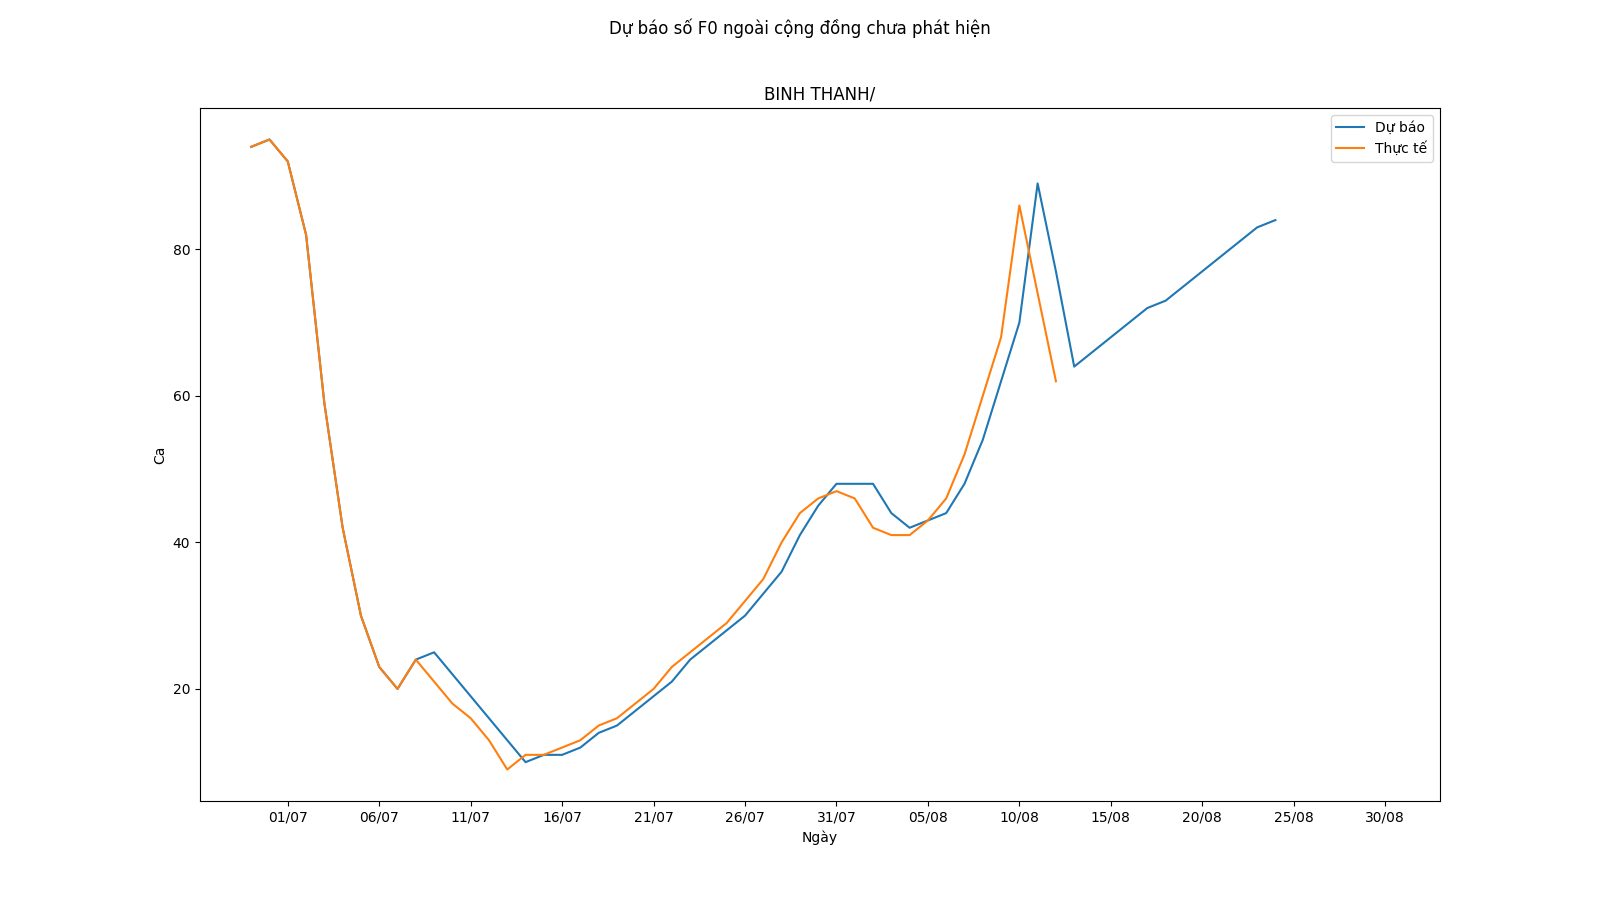 Dự báo số F0 ngoài cộng đồng chưa phát hiện
BINH THANH/
Dự báo
Thực tế
80
60
40
20
Ca
01/07 06/07 11/07 16/07 21/07 26/07 31/07 05/08 10/08 15/08 20/08 25/08 30/08
Ngày